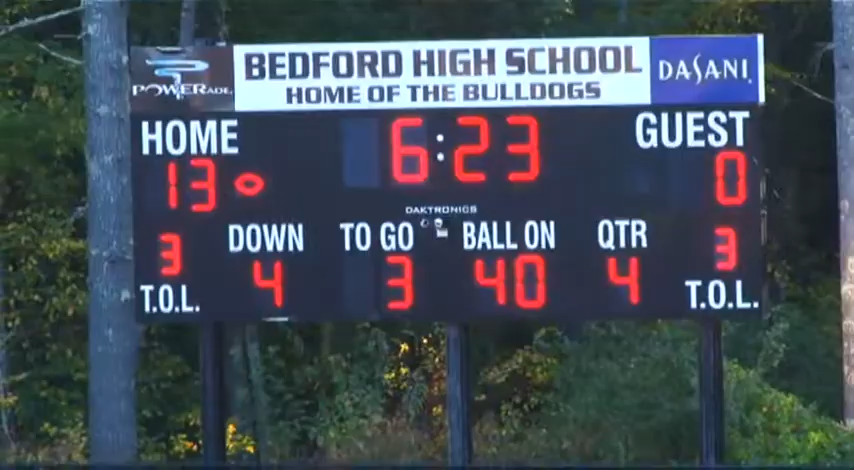 POWERADE
BEDFORD HIGH SCHOOL
HOME OF THE BULLDOGS
DASANI
HOME 6:23 GUEST
13 0
DAKTRONICS
DOWN TO GO BALL ON QTR
3 4 3 40 4 3
T.O.L. T.O.L.